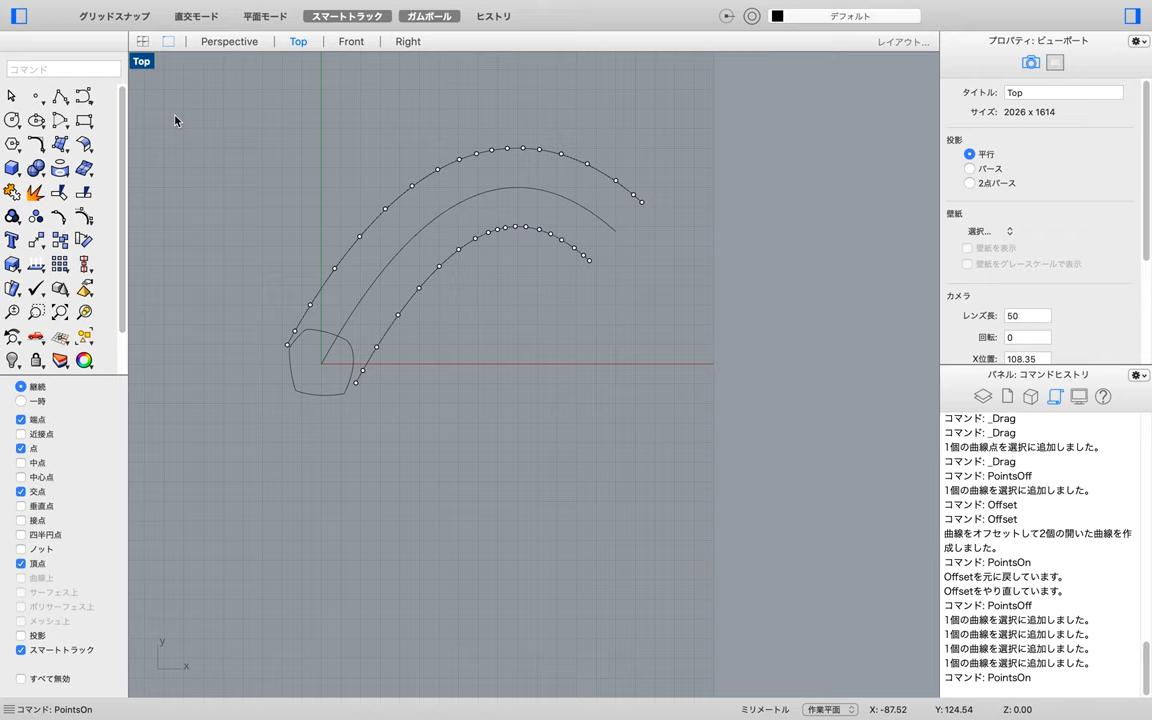 グリッドスナップ 直交モード 平面モード スマートトラック ガムボール ヒストリ デフォルト
Perspective Top Front Right レイアウト...
Top
コマンド
継続
一時
端点
近接点
点
中点
中心点
交点
垂直点
接点
四半円点
ノット
頂点
曲線上
サーフェス上
ポリサーフェス上
メッシュ上
投影
スマートトラック
すべて無効
y
x
プロパティ: ビューポート
タイトル: Top
サイズ: 2026 x 1614
投影
平行
パース
2点パース
壁紙
選択...
壁紙を表示
壁紙をグレースケールで表示
カメラ
レンズ長: 50
回転: 0
X位置: 108.35
パネル: コマンドヒストリ
コマンド: _Drag
コマンド: _Drag
1個の曲線点を選択に追加しました。
コマンド: _Drag
コマンド: PointsOff
1個の曲線を選択に追加しました。
コマンド: Offset
コマンド: Offset
曲線をオフセットして2個の開いた曲線を作
成しました。
コマンド: PointsOn
Offsetを元に戻しています。
Offsetをやり直しています。
コマンド: PointsOff
1個の曲線を選択に追加しました。
1個の曲線を選択に追加しました。
1個の曲線を選択に追加しました。
1個の曲線を選択に追加しました。
コマンド: PointsOn
コマンド: PointsOn ミリメートル 作業平面 X: -87.52 Y: 124.54 Z: 0.00